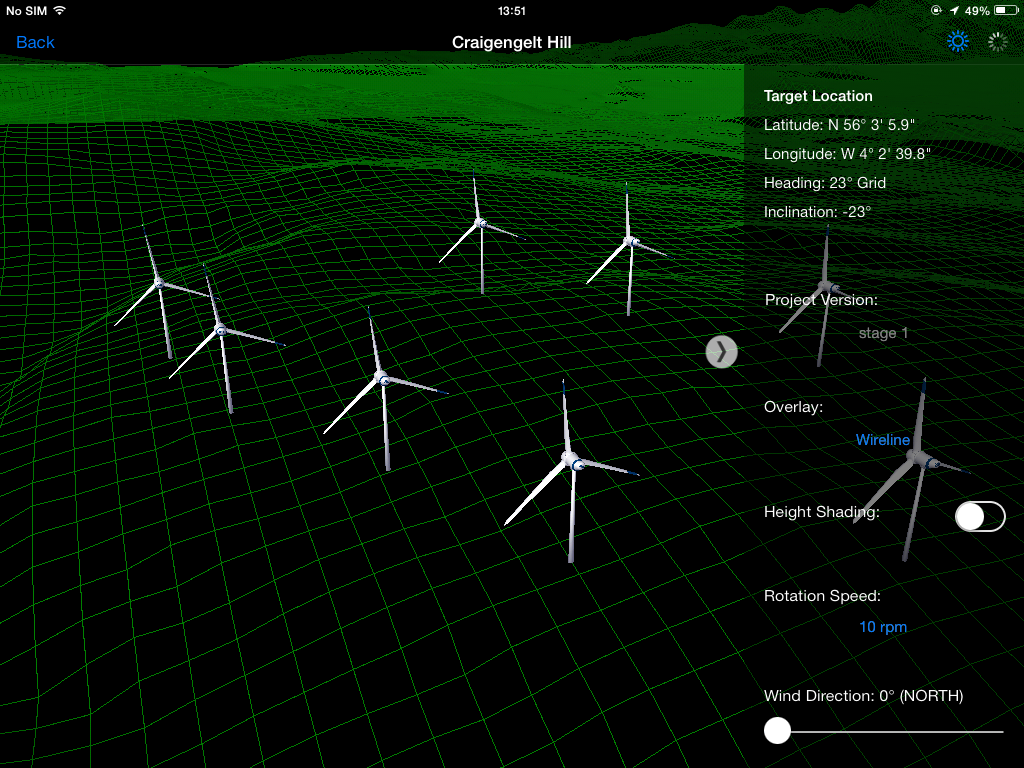 No SIM 13:51 49%
Back Craigengelt Hill
Target Location
Latitude: N 56° 3' 5.9"
Longitude: W 4° 2' 39.8"
Heading: 23° Grid
Inclination: -23°
Project Version:
stage 1
Overlay:
Wireline
Height Shading:
Rotation Speed:
10 rpm
Wind Direction: 0° (NORTH)